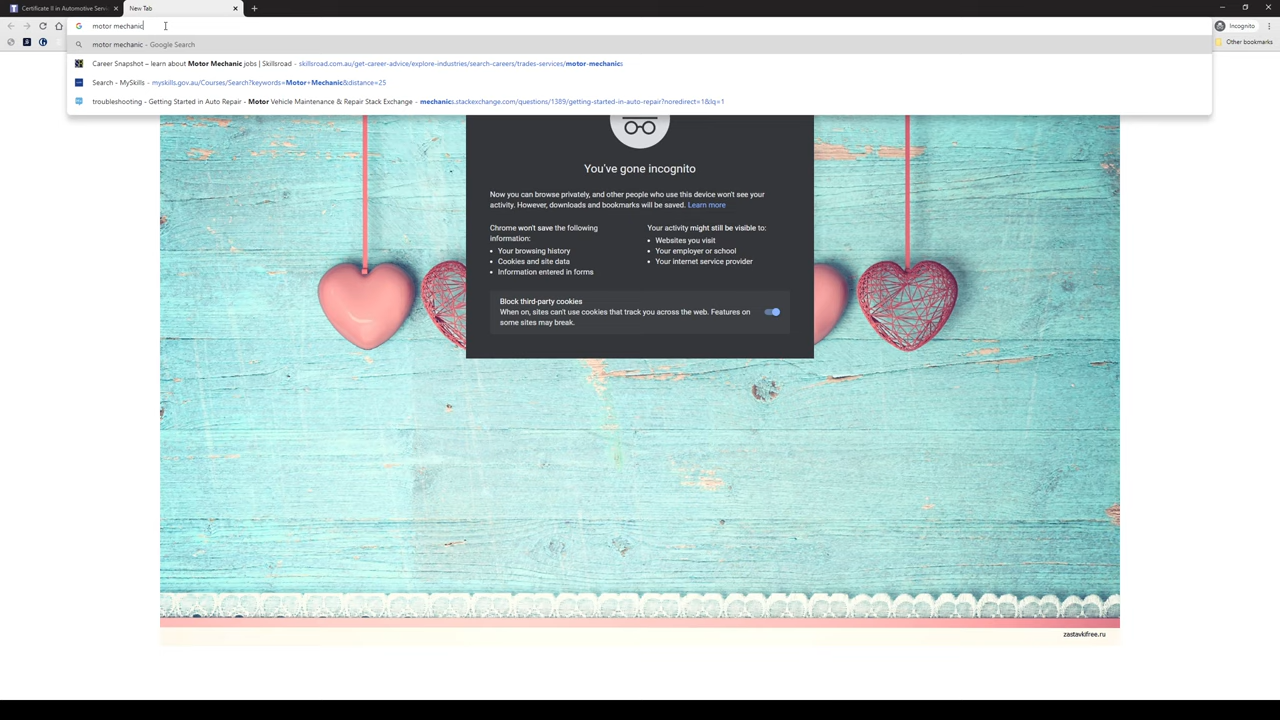 Certificate II in Automotive Servi
New Tab
motor mechanic
Incognito
motor mechanic - Google Search
Other bookmarks
Career Snapshot – learn about Motor Mechanic jobs | Skillsroad - skillsroad.com.au/get-career-advice/explore-industries/search-careers/trades-services/motor-mechanics
Search - MySkills - myskills.gov.au/Courses/Search?keywords=Motor+Mechanic&distance=25
troubleshooting - Getting Started in Auto Repair - Motor Vehicle Maintenance & Repair Stack Exchange - mechanics.stackexchange.com/questions/1389/getting-started-in-auto-repair?noredirect=1&lq=1
You've gone incognito
Now you can browse privately, and other people who use this device won't see your
activity. However, downloads and bookmarks will be saved. Learn more
Chrome won't save the following
information:
• Your browsing history
• Cookies and site data
• Information entered in forms
Your activity might still be visible to:
• Websites you visit
• Your employer or school
• Your internet service provider
Block third-party cookies
When on, sites can't use cookies that track you across the web. Features on
some sites may break.
zastavkifree.ru